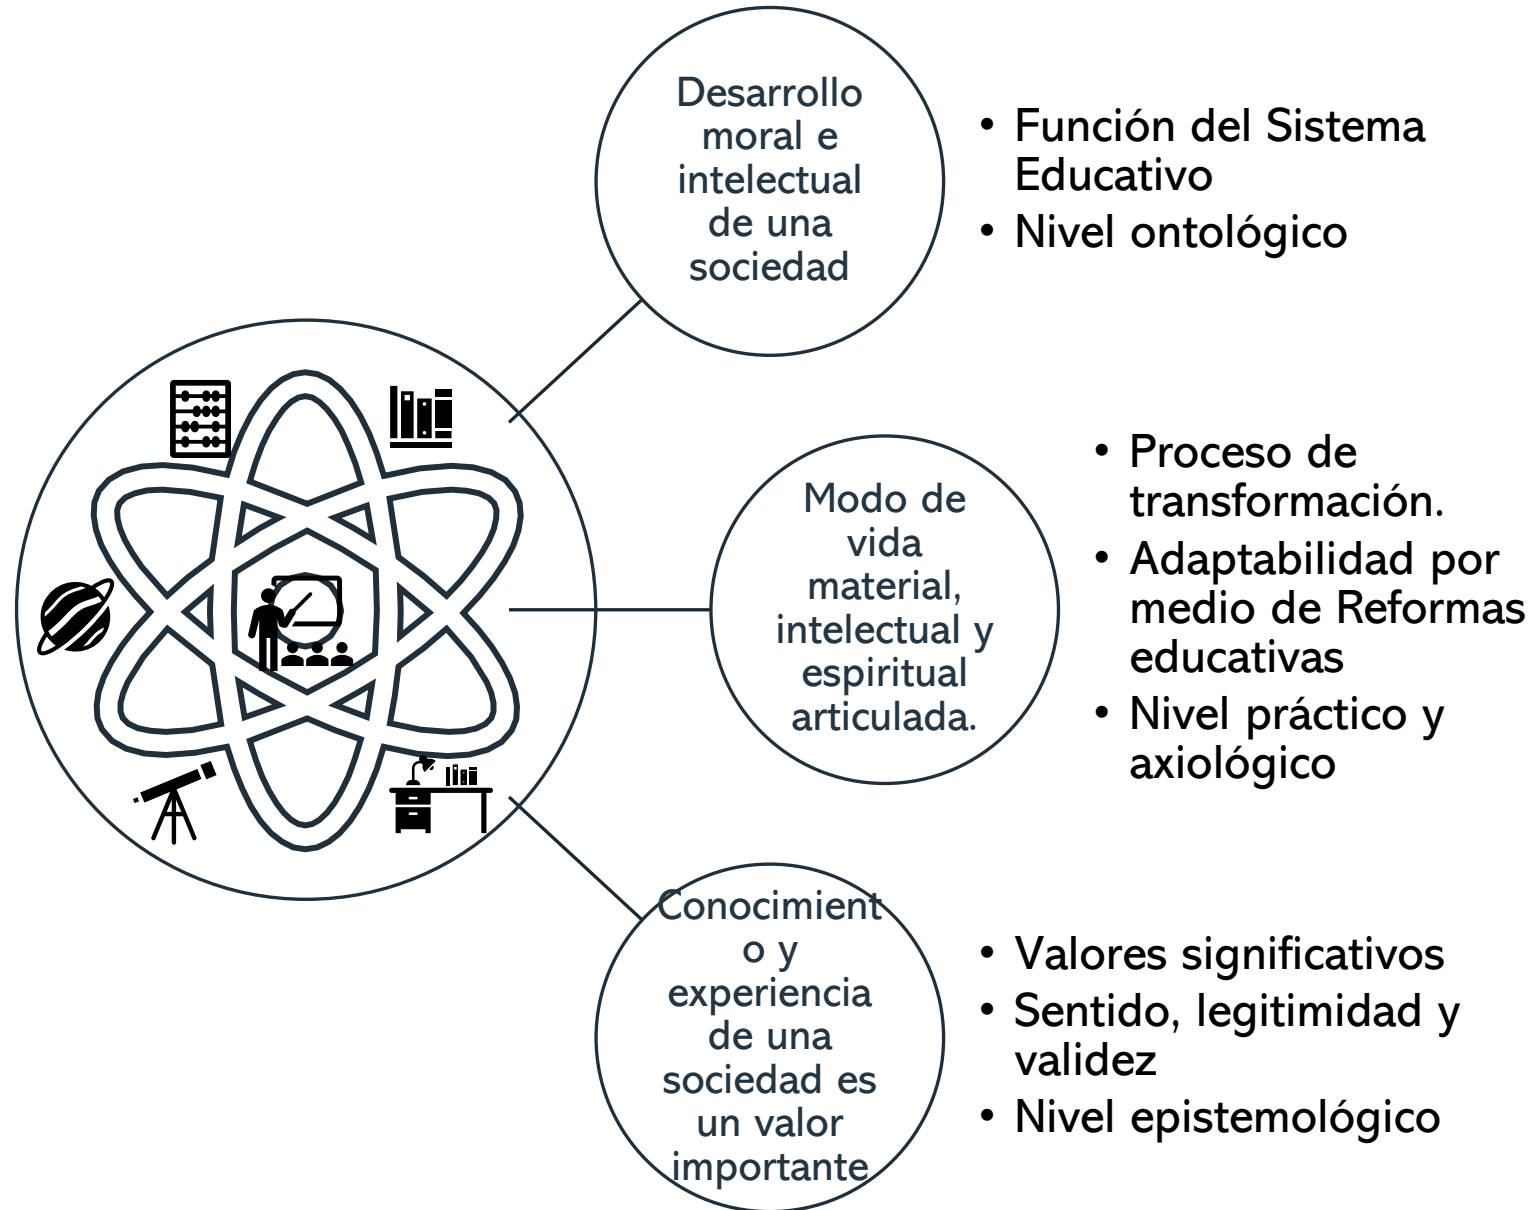 Desarrollo
moral e
intelectual
de una
sociedad
• Función del Sistema
Educativo
• Nivel ontológico
Modo de
vida
material,
intelectual y
espiritual
articulada.
• Proceso de
transformación.
• Adaptabilidad por
medio de Reformas
educativas
• Nivel práctico y
axiológico
Conocimient
o y
experiencia
de una
sociedad es
un valor
importante
• Valores significativos
• Sentido, legitimidad y
validez
• Nivel epistemológico